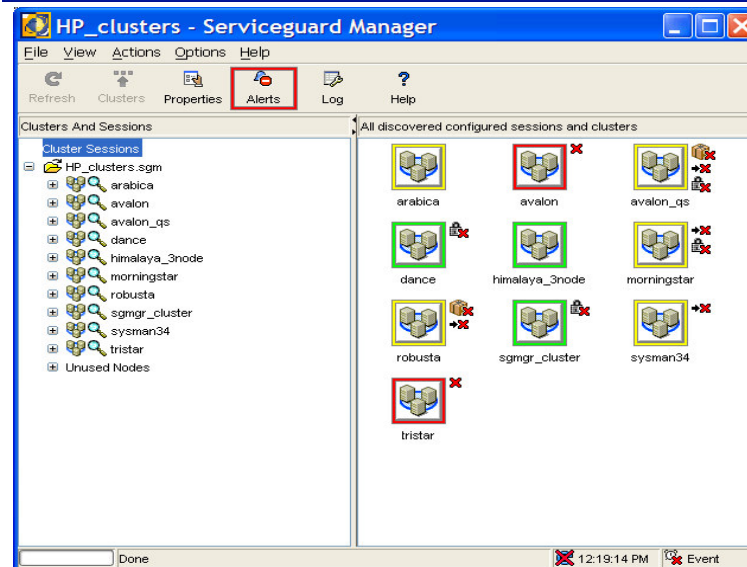 HP_clusters - Serviceguard Manager
File View Actions Options Help
Refresh Clusters Properties Alerts Log Help
Clusters And Sessions
Cluster Sessions
HP_clusters.sgm
arabica
avalon
avalon_qs
dance
himalaya_3node
morningstar
robusta
sgmgr_cluster
sysman34
tristar
Unused Nodes
All discovered configured sessions and clusters
arabica avalon avalon_qs
dance himalaya_3node morningstar
robusta sgmgr_cluster sysman34
tristar
Done 12:19:14 PM Event